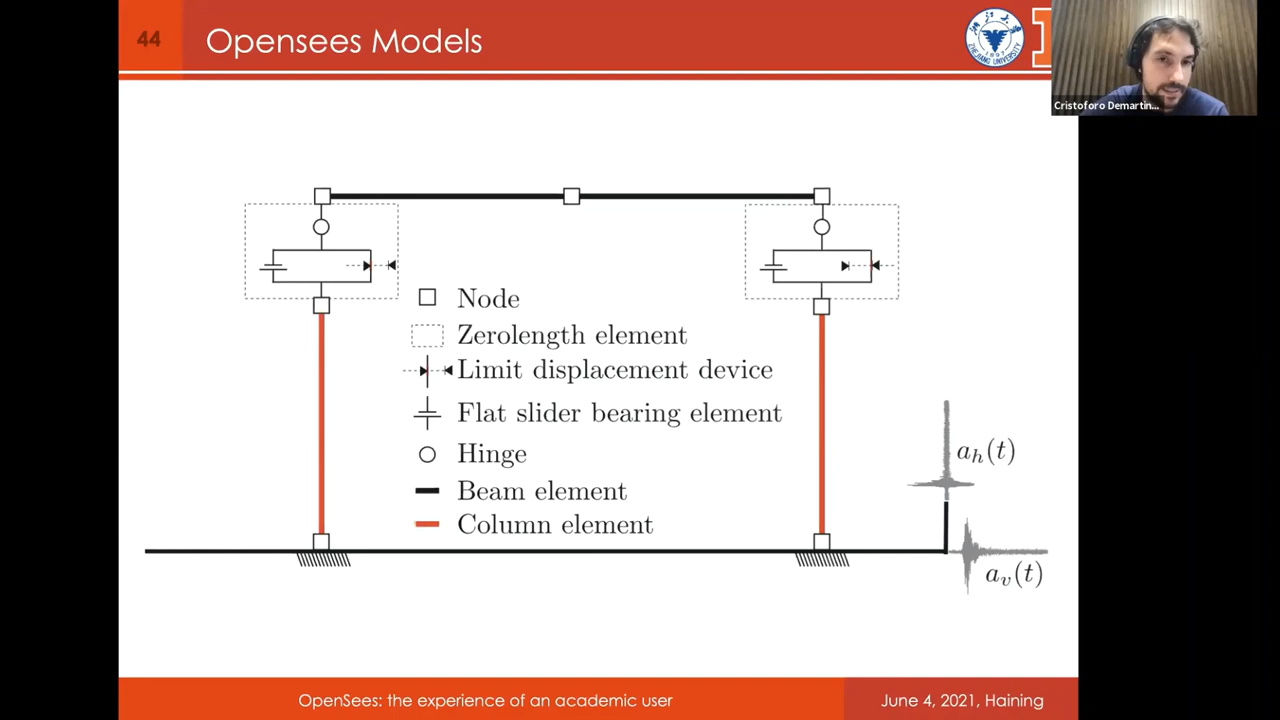 44
Opensees Models
Cristoforo Demartin...
Node
Zerolength element
Limit displacement device
Flat slider bearing element
Hinge
Beam element
Column element
a_h(t)
a_v(t)
OpenSees: the experience of an academic user
June 4, 2021, Haining